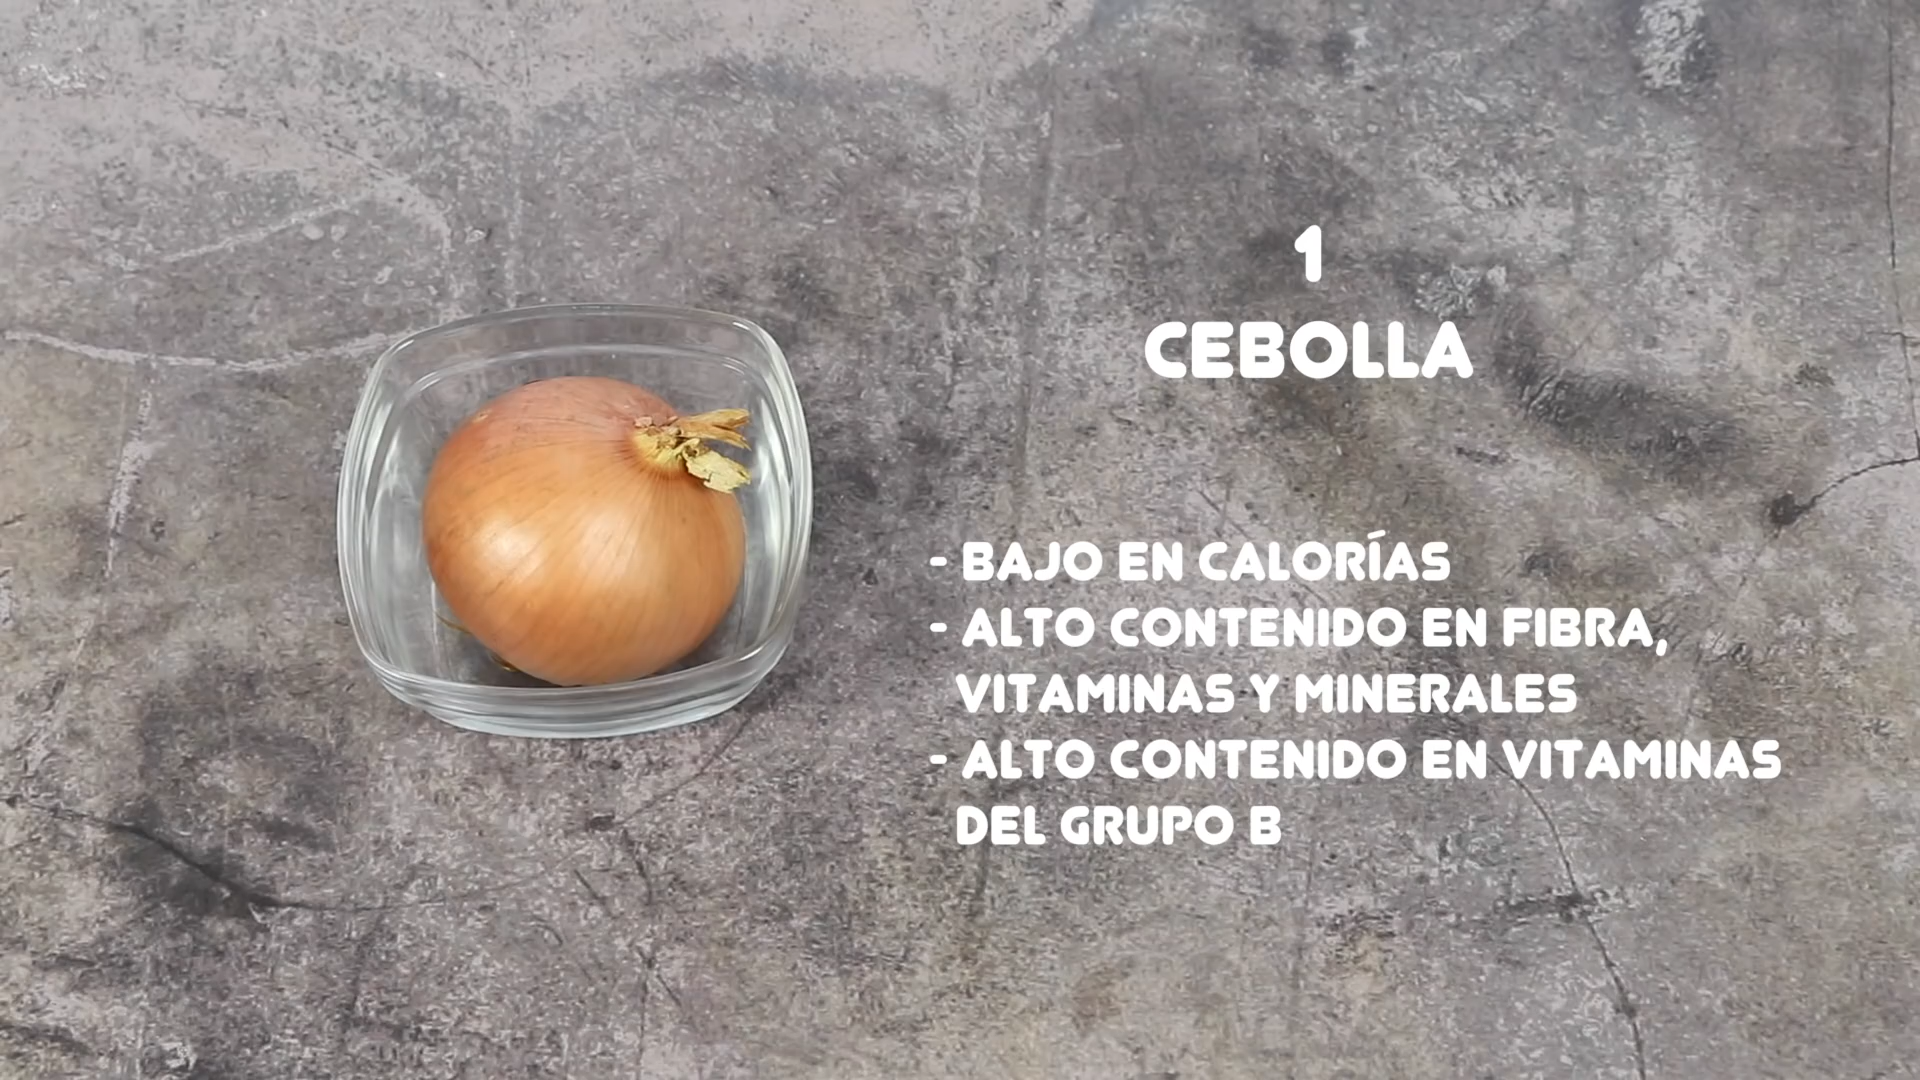 1
CEBOLLA
- BAJO EN CALORÍAS
- ALTO CONTENIDO EN FIBRA,
VITAMINAS Y MINERALES
- ALTO CONTENIDO EN VITAMINAS
DEL GRUPO B